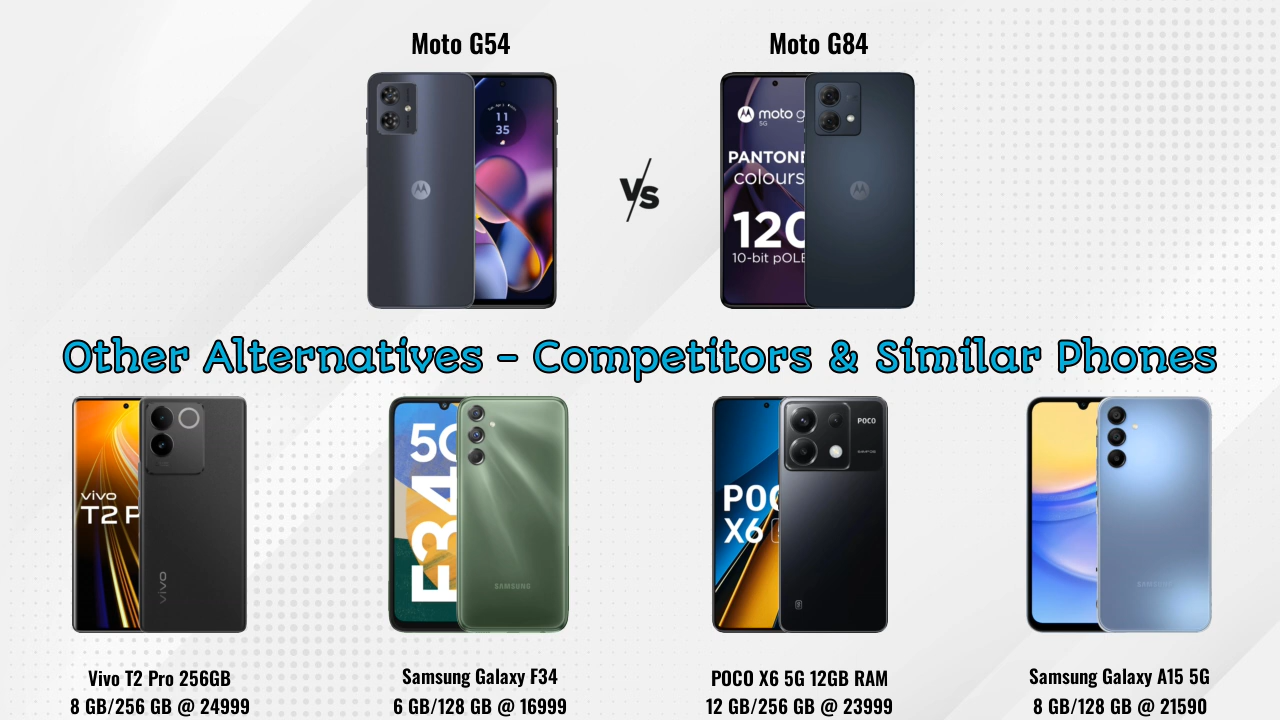 Moto G54
Moto G84
11
35
VS
moto g
5G
PANTONE
colours
120
10-bit pOLE
Other Alternatives - Competitors & Similar Phones
vivo
T2 P
vivo
5G
F34
SAMSUNG
POCO
X6
POCO
SAMSUNG
Vivo T2 Pro 256GB
8 GB/256 GB @ 24999
Samsung Galaxy F34
6 GB/128 GB @ 16999
POCO X6 5G 12GB RAM
12 GB/256 GB @ 23999
Samsung Galaxy A15 5G
8 GB/128 GB @ 21590